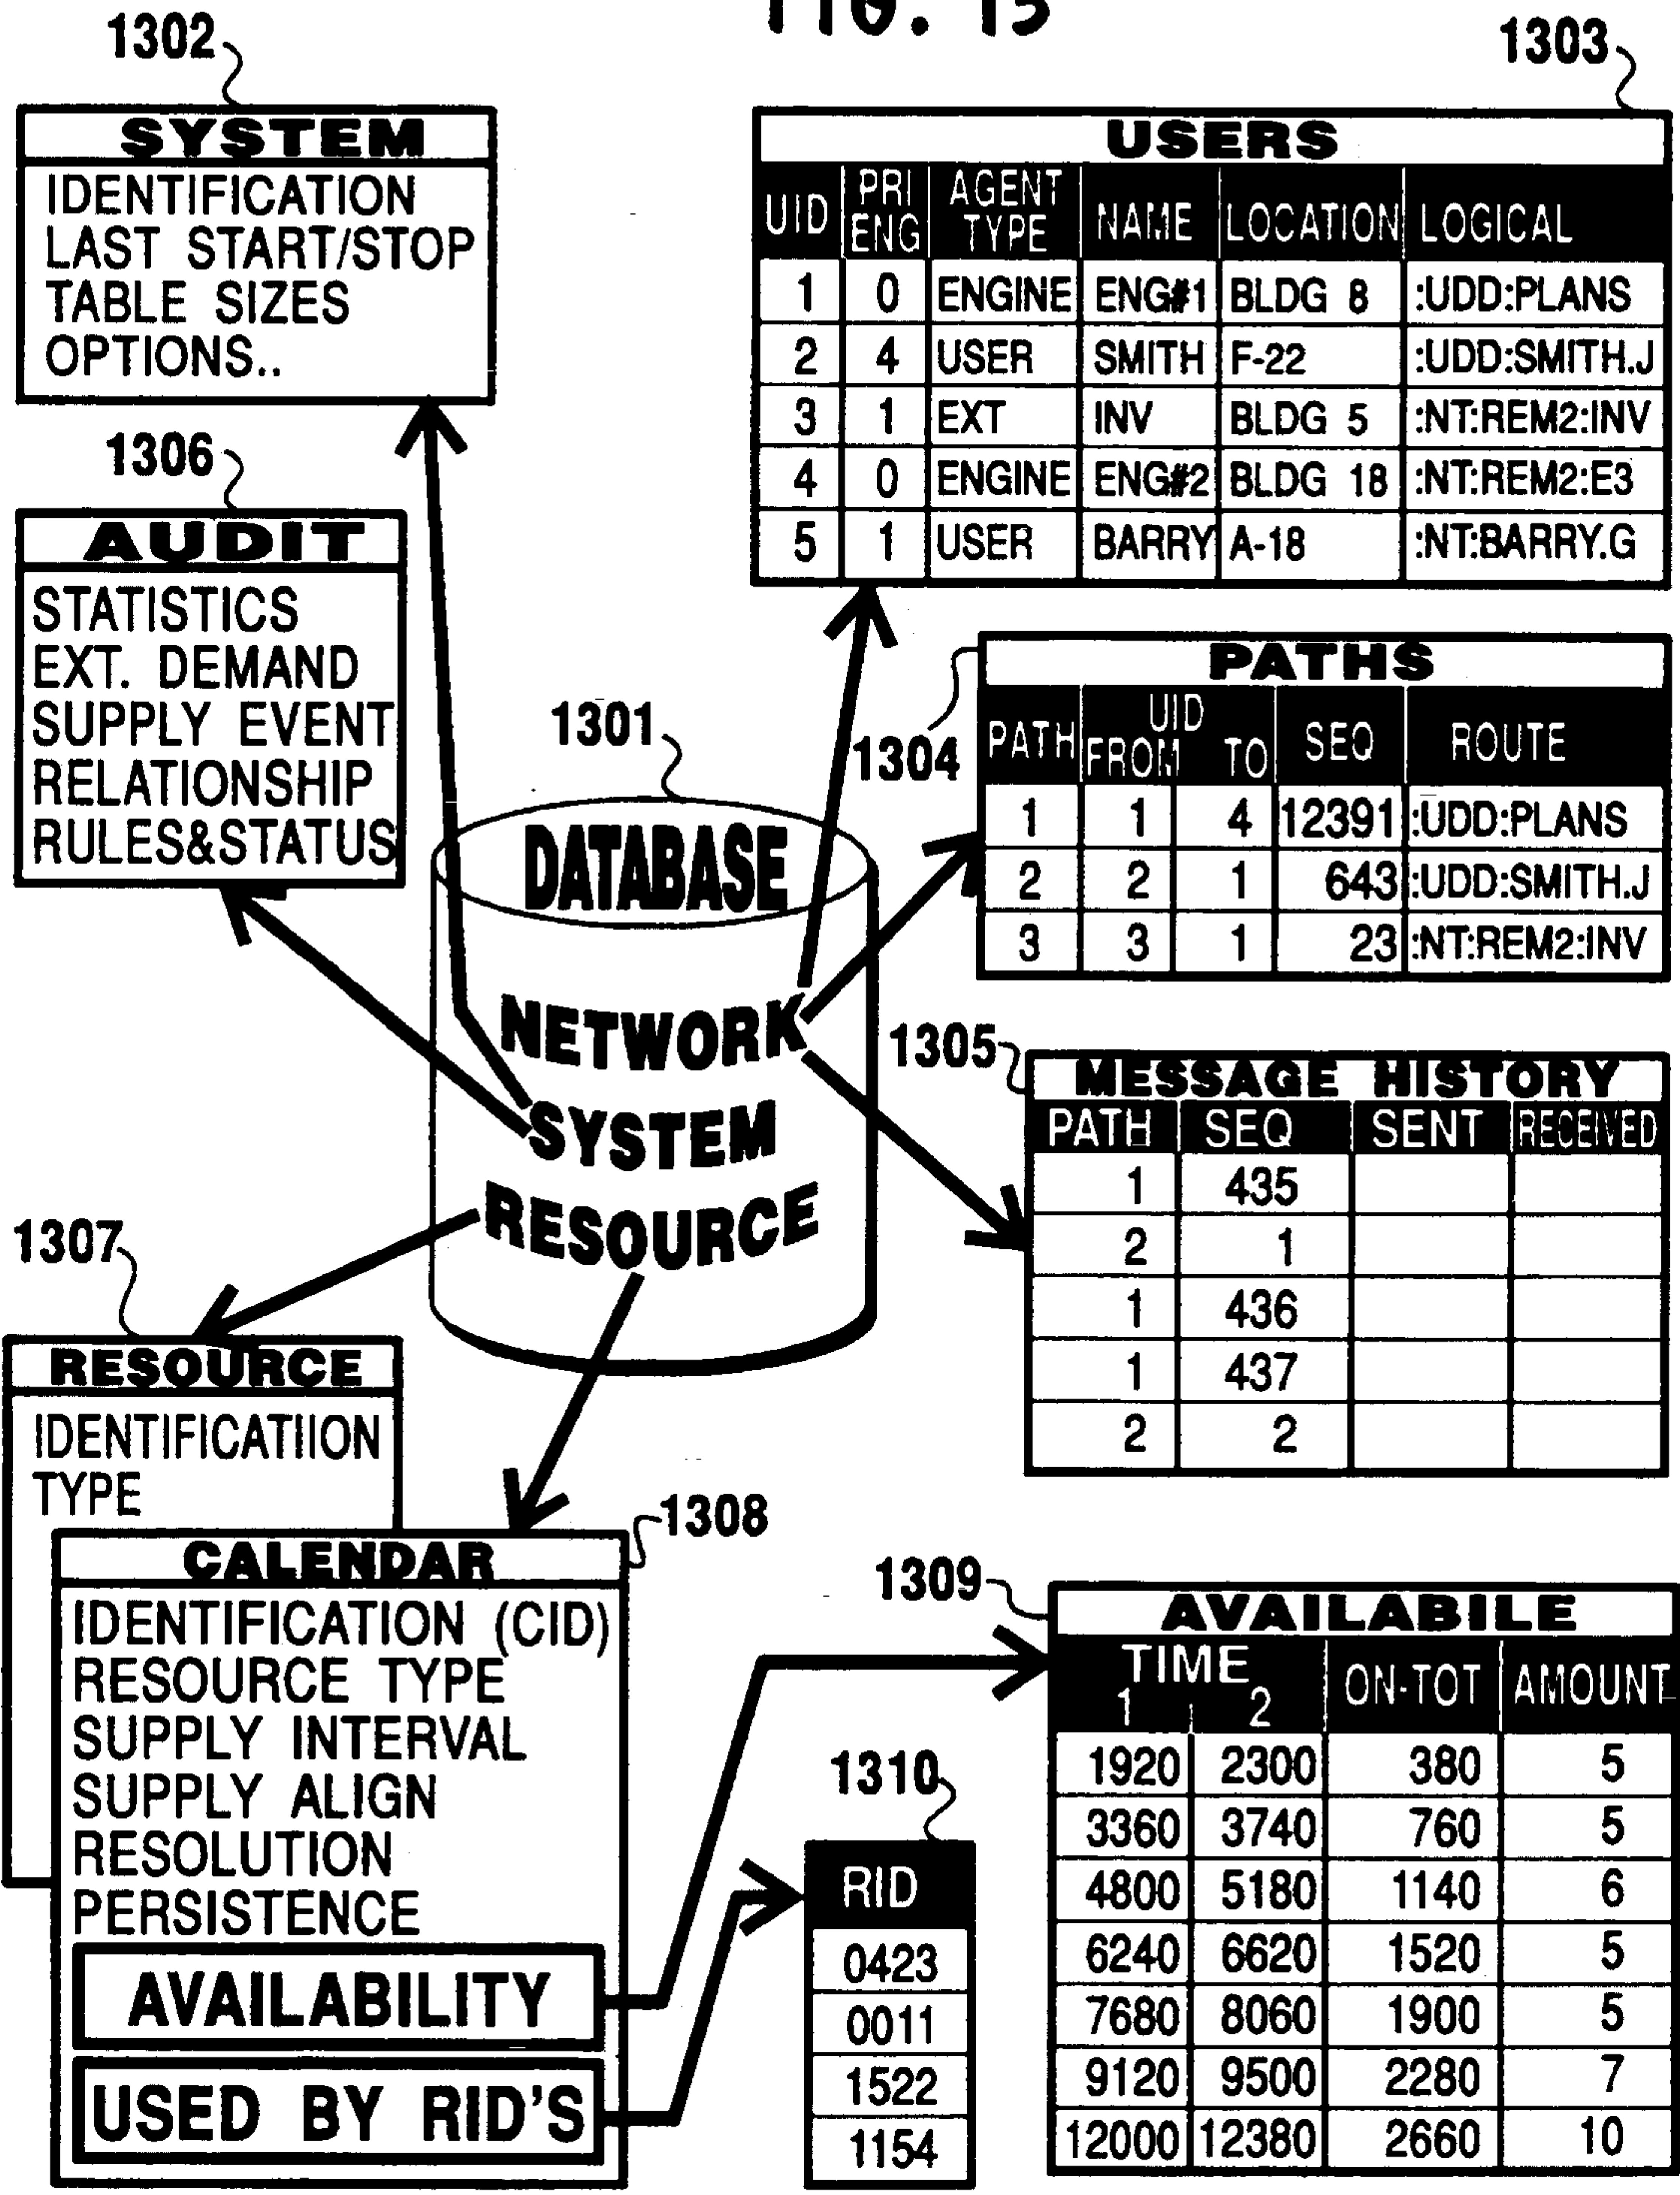 FIG. 13
1302
SYSTEM
IDENTIFICATION
LAST START/STOP
TABLE SIZES
OPTIONS..
1303
USERS
UID PRI ENG AGENT TYPE NAME LOCATION LOGICAL
1 0 ENGINE ENG#1 BLDG 8 :UDD:PLANS
2 4 USER SMITH F-22 :UDD:SMITH.J
3 1 EXT INV BLDG 5 :NT:REM2:INV
4 0 ENGINE ENG#2 BLDG 18 :NT:REM2:E3
5 1 USER BARRY A-18 :NT:BARRY.G
1306
AUDIT
STATISTICS
EXT. DEMAND
SUPPLY EVENT
RELATIONSHIP
RULES&STATUS
1304
PATHS
PATH UID FROM TO SEQ ROUTE
1 1 4 12391 :UDD:PLANS
2 2 1 643 :UDD:SMITH.J
3 3 1 23 :NT:REM2:INV
1301
DATABASE
NETWORK
SYSTEM
RESOURCE
1305
MESSAGE HISTORY
PATH SEQ SENT RECEIVED
1 435
2 1
1 436
1 437
2 2
1307
RESOURCE
IDENTIFICATIION
TYPE
1308
CALENDAR
IDENTIFICATION (CID)
RESOURCE TYPE
SUPPLY INTERVAL
SUPPLY ALIGN
RESOLUTION
PERSISTENCE
AVAILABILITY
USED BY RID'S
1310
RID
0423
0011
1522
1154
1309
AVAILABILE
TIME 1 2 ON-TOT AMOUNT
1920 2300 380 5
3360 3740 760 5
4800 5180 1140 6
6240 6620 1520 5
7680 8060 1900 5
9120 9500 2280 7
12000 12380 2660 10